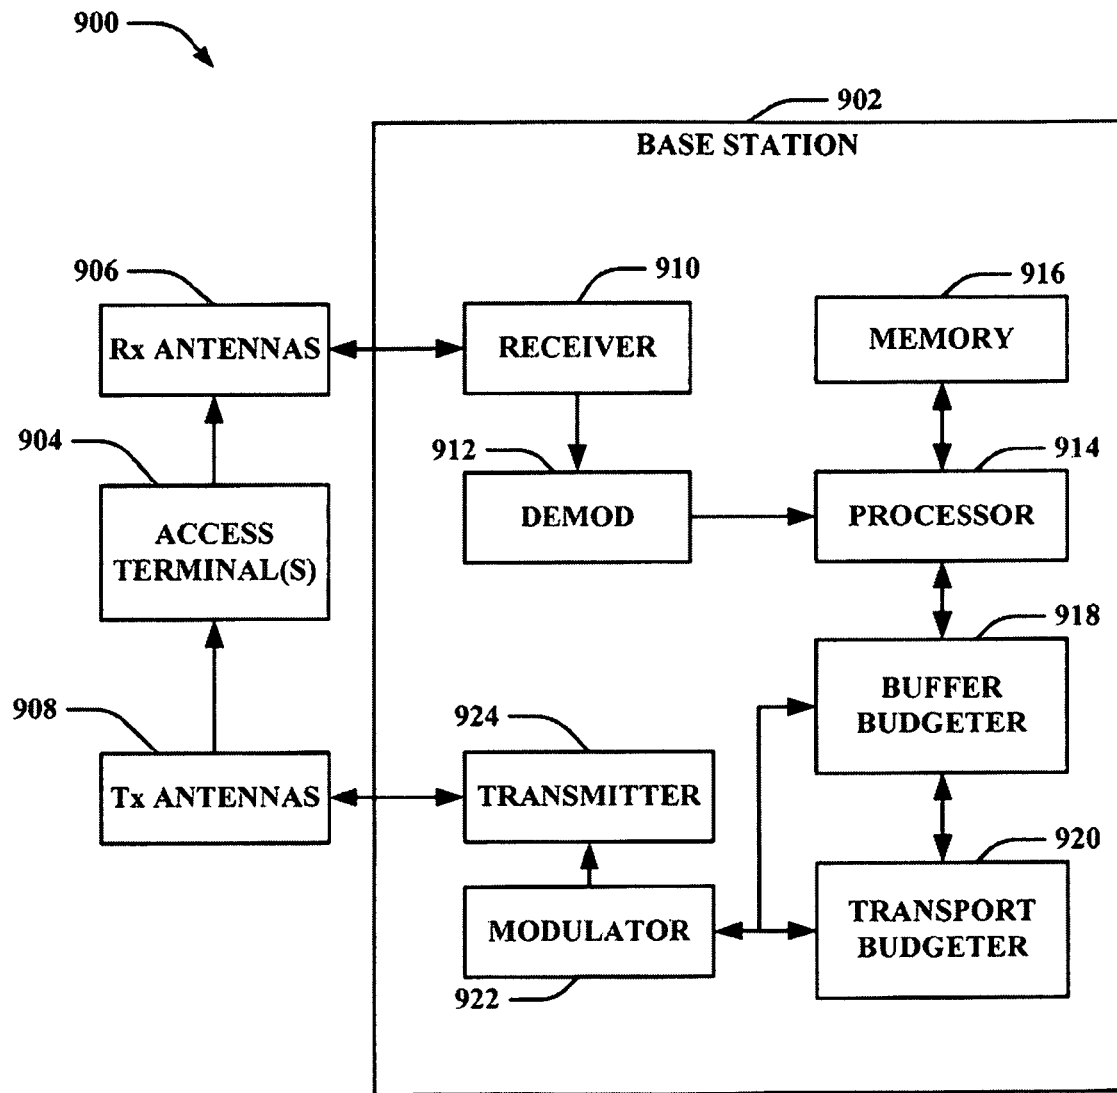 900
902
BASE STATION
906
910
916
Rx ANTENNAS
RECEIVER
MEMORY
904
912
914
ACCESS
TERMINAL(S)
DEMOD
PROCESSOR
918
908
924
BUFFER
BUDGETER
Tx ANTENNAS
TRANSMITTER
920
MODULATOR
TRANSPORT
BUDGETER
922